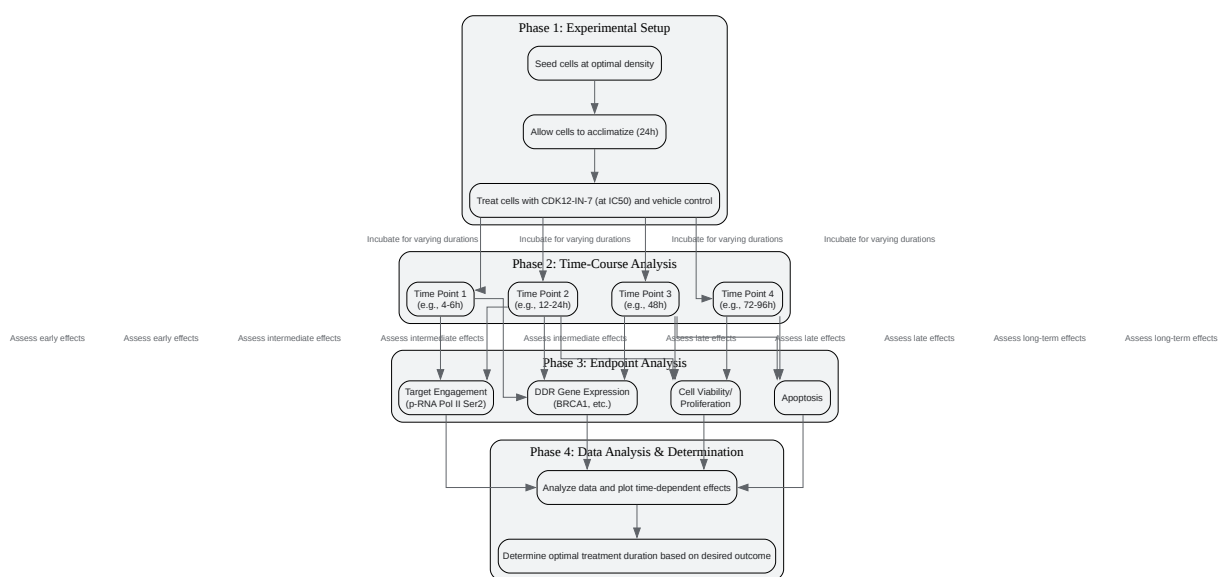 Phase 1: Experimental Setup
Seed cells at optimal density
Allow cells to acclimatize (24h)
Treat cells with CDK12-IN-7 (at IC50) and vehicle control
Incubate for varying durations
Incubate for varying durations
Incubate for varying durations
Incubate for varying durations
Phase 2: Time-Course Analysis
Time Point 1
(e.g., 4-6h)
Time Point 2
(e.g., 12-24h)
Time Point 3
(e.g., 48h)
Time Point 4
(e.g., 72-96h)
Assess early effects
Assess early effects
Assess intermediate effects
Assess intermediate effects
Assess intermediate effects
Assess late effects
Assess late effects
Assess late effects
Assess long-term effects
Assess long-term effects
Phase 3: Endpoint Analysis
Target Engagement
(p-RNA Pol II Ser2)
DDR Gene Expression
(BRCA1, etc.)
Cell Viability/
Proliferation
Apoptosis
Phase 4: Data Analysis & Determination
Analyze data and plot time-dependent effects
Determine optimal treatment duration based on desired outcome